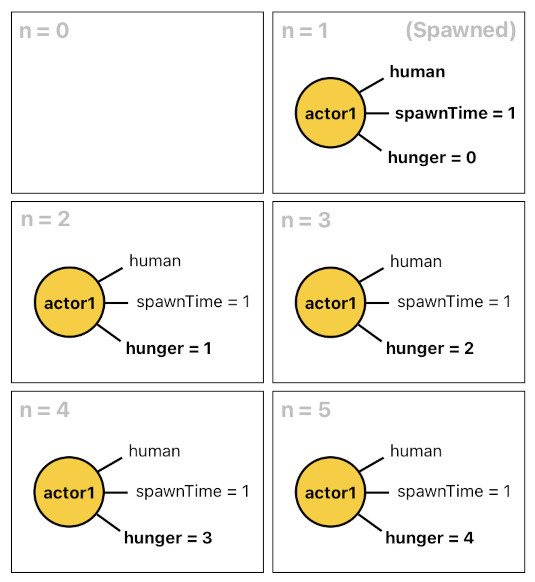 n = 0
n = 1 (Spawned)
human
actor1
spawnTime = 1
hunger = 0
n = 2
human
actor1
spawnTime = 1
hunger = 1
n = 3
human
actor1
spawnTime = 1
hunger = 2
n = 4
human
actor1
spawnTime = 1
hunger = 3
n = 5
human
actor1
spawnTime = 1
hunger = 4